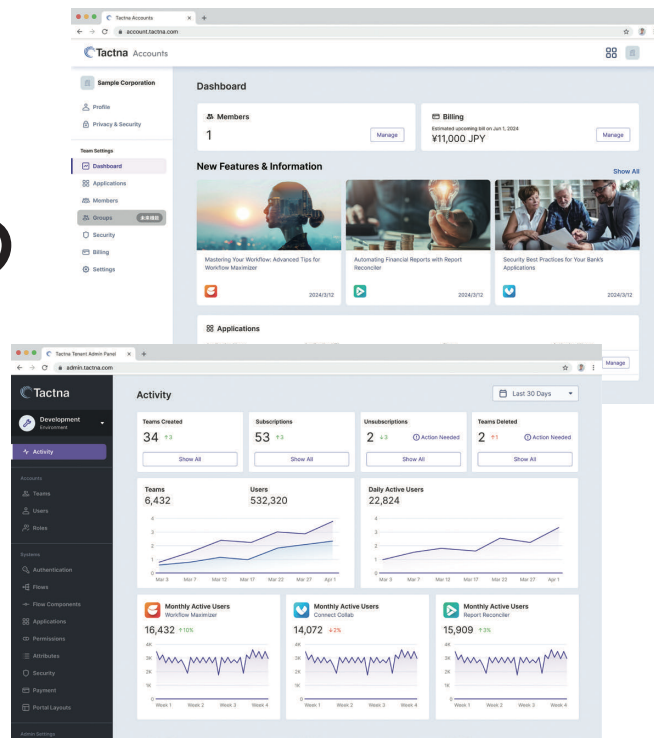 Tactna Accounts
account.tactna.com
Tactna Accounts
Sample Corporation
Profile
Privacy & Security
Team Settings
Dashboard
Applications
Members
Groups
Security
Billing
Settings
Dashboard
Members
1
Manage
Billing
Estimated upcoming bill on Jun 1, 2024
¥11,000 JPY
Manage
New Features & Information
Show All
Mastering Your Workflow: Advanced Tips for
Workflow Maximizer
2024/3/12
Automating Financial Reports with Report
Reconciler
2024/3/12
Security Best Practices for Your Bank's
Applications
2024/3/12
Applications
Manage
Tactna Tenant Admin Panel
admin.tactna.com
Tactna
Development
Environment
Activity
Accounts
Teams
Users
Roles
Systems
Authentication
Flows
Flow Components
Applications
Permissions
Attributes
Security
Payment
Portal Layouts
Admin Settings
Activity
Last 30 Days
Teams Created
34 ↑3
Show All
Subscriptions
53 ↑3
Show All
Unsubscriptions
2 ↓3 Action Needed
Show All
Teams Deleted
2 ↑1 Action Needed
Show All
Teams
6,432
Users
532,320
4
3
2
1
0
Mar 3 Mar 7 Mar 12 Mar 17 Mar 22 Mar 27 Apr 1
Daily Active Users
22,824
4
3
2
1
0
Mar 3 Mar 7 Mar 12 Mar 17 Mar 22 Mar 27 Apr 1
Monthly Active Users
Workflow Maximizer
16,432 ↑10%
4K
3K
2K
1K
0
Week 1 Week 2 Week 3 Week 4
Monthly Active Users
Connect Collab
14,072 ↓2%
4K
3K
2K
1K
0
Week 1 Week 2 Week 3 Week 4
Monthly Active Users
Report Reconciler
15,909 ↑3%
4K
3K
2K
1K
0
Week 1 Week 2 Week 3 Week 4